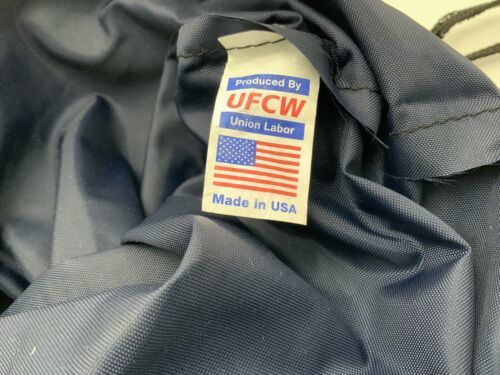 Produced By
UFCW
Union Labor
Made in USA